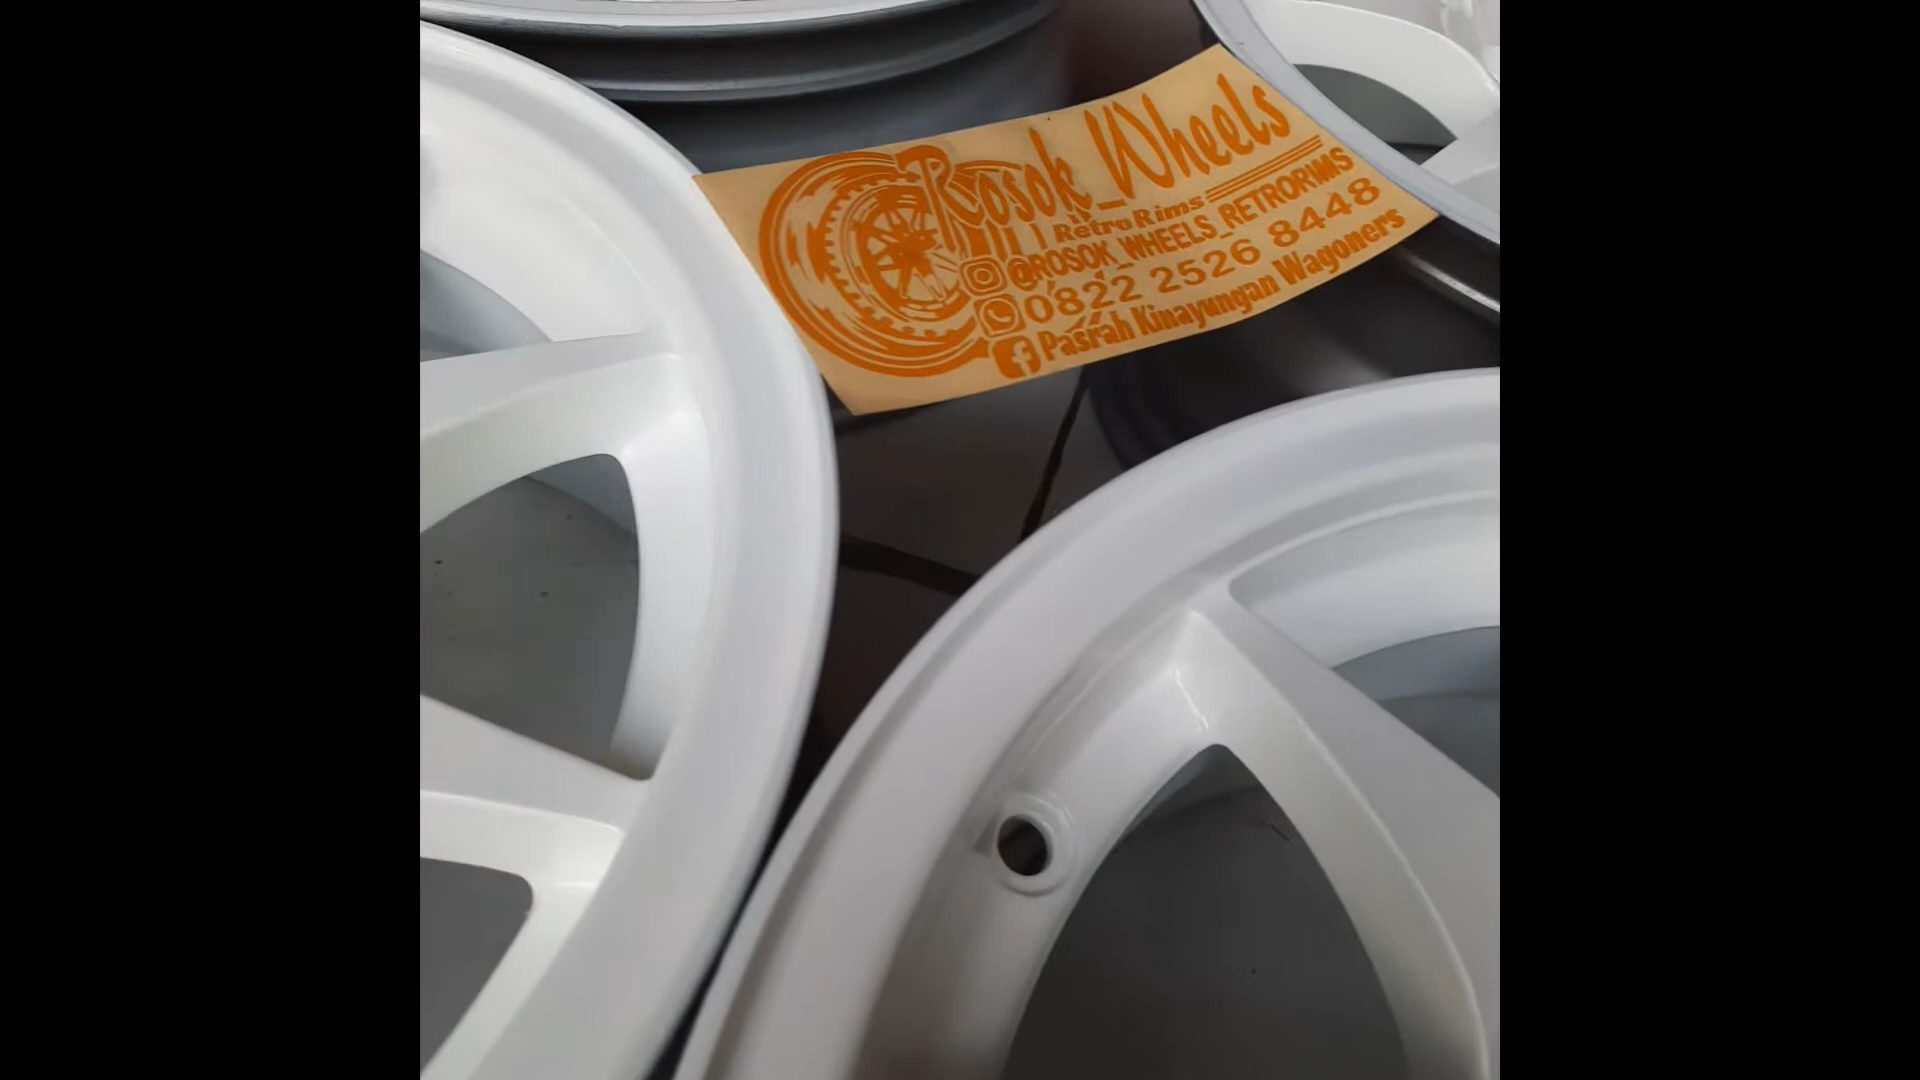 Rosok_Wheels
RetroRims
@ROSOK_WHEELS_RETRORIMS
0822 2526 8448
Pasrah Kinayungan Wagoners